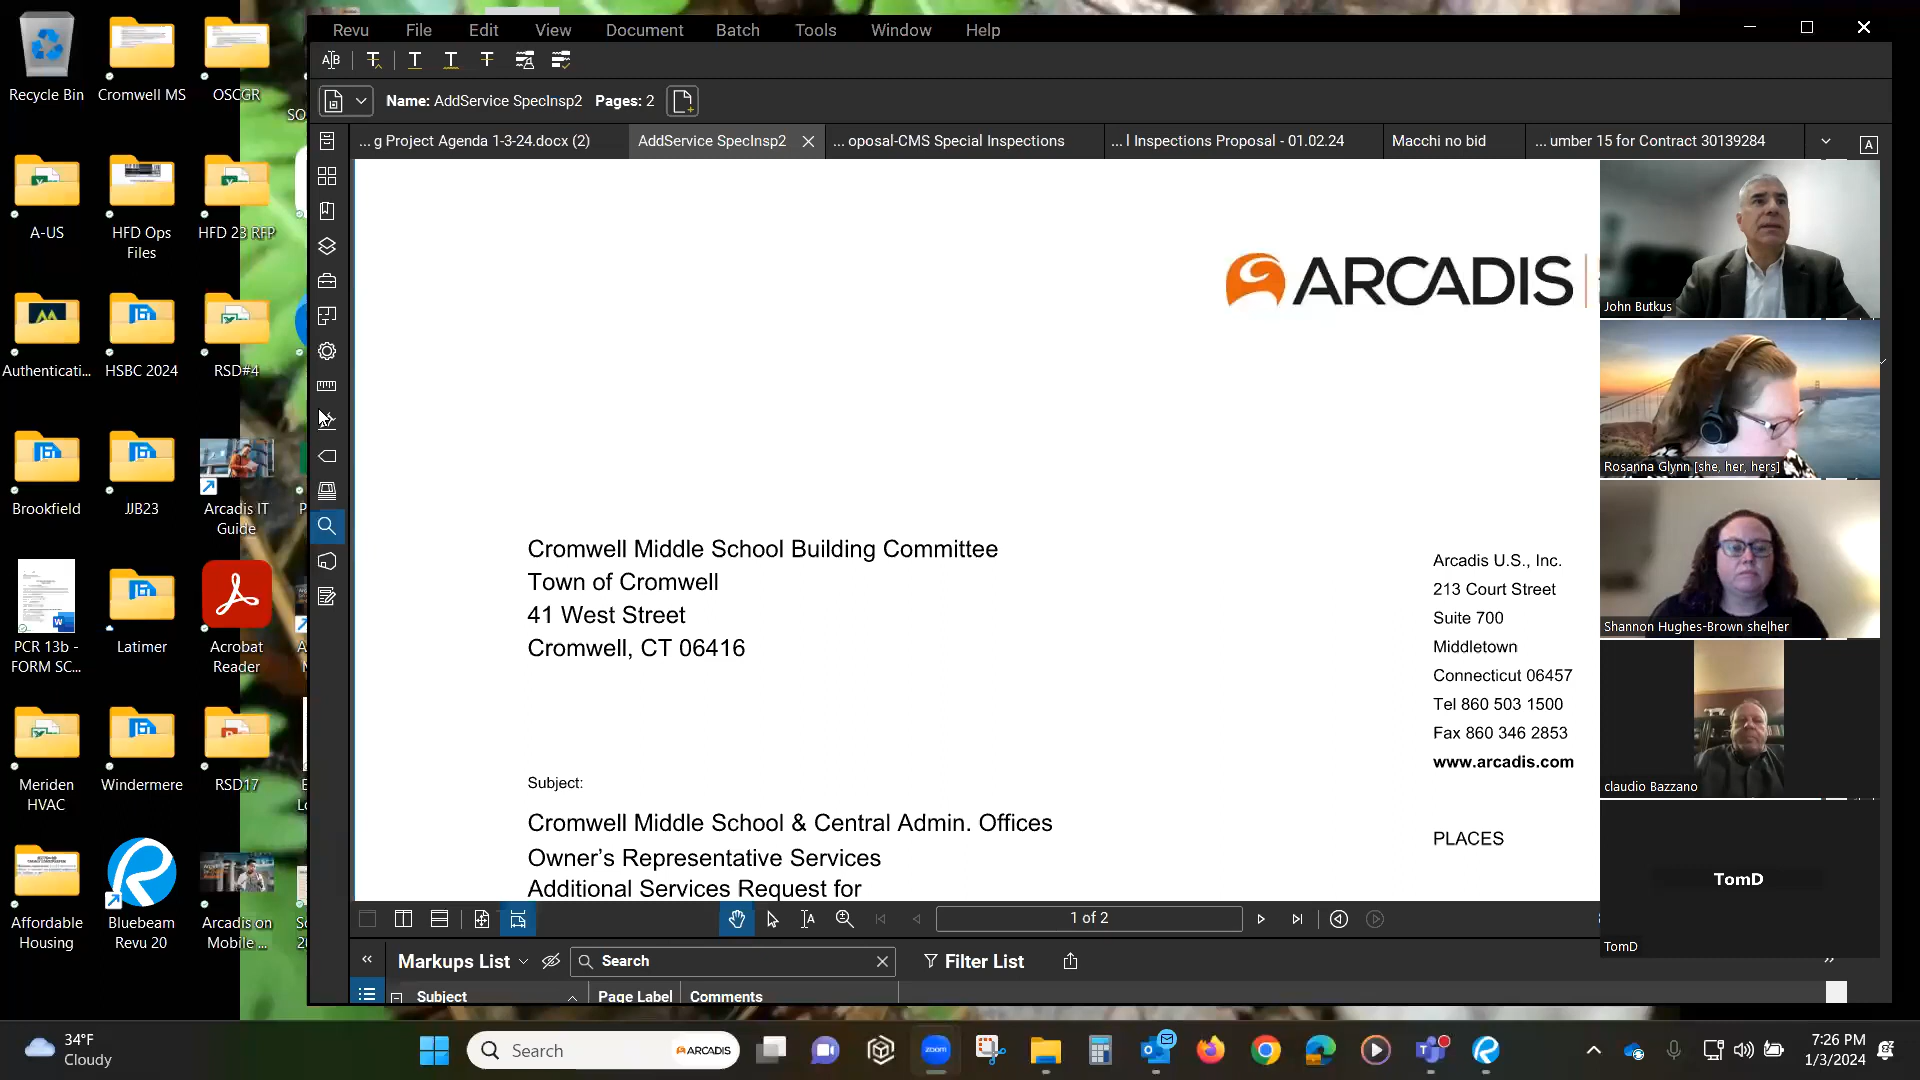 Revu File Edit View Document Batch Tools Window Help
Name: AddService SpecInsp2 Pages: 2
... g Project Agenda 1-3-24.docx (2)
AddService SpecInsp2
... oposal-CMS Special Inspections
... l Inspections Proposal - 01.02.24
Macchi no bid
... umber 15 for Contract 30139284
Recycle Bin
Cromwell MS
OSCGR
SO
A-US
HFD Ops
Files
HFD 23 RFP
Authenticati...
HSBC 2024
RSD#4
Brookfield
JJB23
Arcadis IT
Guide
PCR 13b -
FORM SC...
Latimer
Acrobat
Reader
Meriden
HVAC
Windermere
RSD17
Affordable
Housing
Bluebeam
Revu 20
Arcadis on
Mobile ...
ARCADIS
Cromwell Middle School Building Committee
Town of Cromwell
41 West Street
Cromwell, CT 06416
Arcadis U.S., Inc.
213 Court Street
Suite 700
Middletown
Connecticut 06457
Tel 860 503 1500
Fax 860 346 2853
www.arcadis.com
Subject:
Cromwell Middle School & Central Admin. Offices
Owner's Representative Services
Additional Services Request for
PLACES
John Butkus
Rosanna Glynn [she, her, hers]
Shannon Hughes-Brown she|her
claudio Bazzano
TomD
TomD
1 of 2
Markups List
Search
Filter List
Subject
Page Label
Comments
34°F
Cloudy
Search
ARCADIS
zoom
7:26 PM
1/3/2024